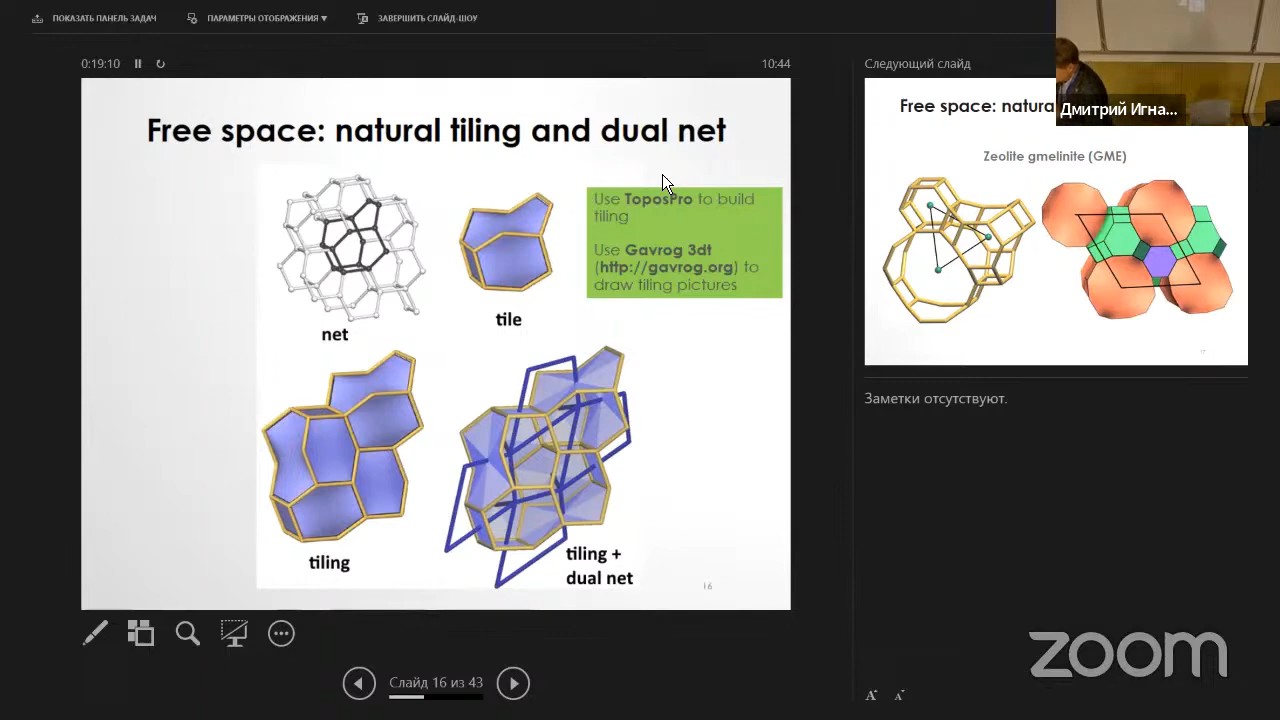 ПОКАЗАТЬ ПАНЕЛЬ ЗАДАЧ
ПАРАМЕТРЫ ОТОБРАЖЕНИЯ ▾
ЗАВЕРШИТЬ СЛАЙД-ШОУ
0:19:10
10:44
Free space: natural tiling and dual net
Use ToposPro to build
tiling
Use Gavrog 3dt
(http://gavrog.org) to
draw tiling pictures
net
tile
tiling
tiling +
dual net
16
Слайд 16 из 43
Следующий слайд
Дмитрий Игна...
Free space: natura
Zeolite gmelinite (GME)
17
Заметки отсутствуют.
zoom
A
A